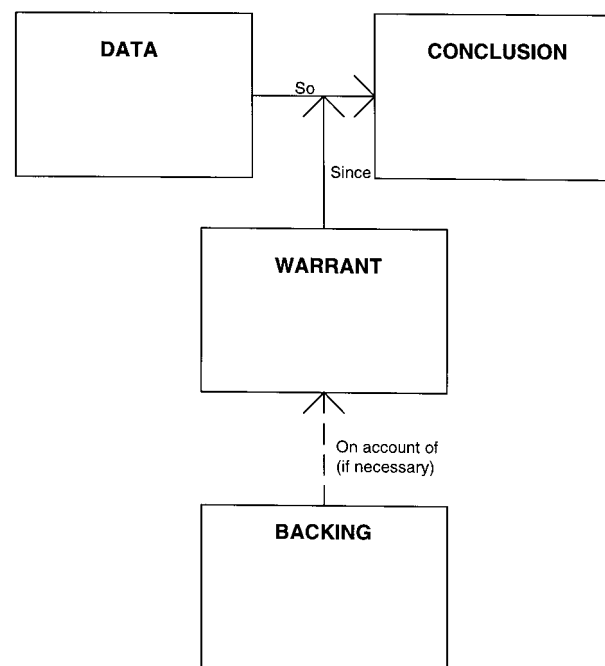 DATA
CONCLUSION
So
Since
WARRANT
On account of
(if necessary)
BACKING